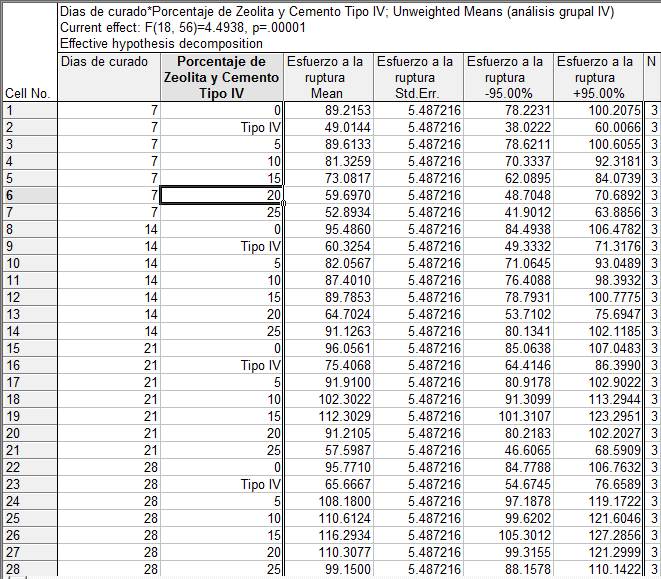 Dias de curado*Porcentaje de Zeolita y Cemento Tipo IV; Unweighted Means (análisis grupal IV)
Current effect: F(18, 56)=4.4938, p=.00001
Effective hypothesis decomposition
Cell No. Dias de curado Porcentaje de Zeolita y Cemento Tipo IV Esfuerzo a la ruptura Mean Esfuerzo a la ruptura Std.Err. Esfuerzo a la ruptura -95.00% Esfuerzo a la ruptura +95.00% N
1 7 0 89.2153 5.487216 78.2231 100.2075 3
2 7 Tipo IV 49.0144 5.487216 38.0222 60.0066 3
3 7 5 89.6133 5.487216 78.6211 100.6055 3
4 7 10 81.3259 5.487216 70.3337 92.3181 3
5 7 15 73.0817 5.487216 62.0895 84.0739 3
6 7 20 59.6970 5.487216 48.7048 70.6892 3
7 7 25 52.8934 5.487216 41.9012 63.8856 3
8 14 0 95.4860 5.487216 84.4938 106.4782 3
9 14 Tipo IV 60.3254 5.487216 49.3332 71.3176 3
10 14 5 82.0567 5.487216 71.0645 93.0489 3
11 14 10 87.4010 5.487216 76.4088 98.3932 3
12 14 15 89.7853 5.487216 78.7931 100.7775 3
13 14 20 64.7024 5.487216 53.7102 75.6947 3
14 14 25 91.1263 5.487216 80.1341 102.1185 3
15 21 0 96.0561 5.487216 85.0638 107.0483 3
16 21 Tipo IV 75.4068 5.487216 64.4146 86.3990 3
17 21 5 91.9100 5.487216 80.9178 102.9022 3
18 21 10 102.3022 5.487216 91.3099 113.2944 3
19 21 15 112.3029 5.487216 101.3107 123.2951 3
20 21 20 91.2105 5.487216 80.2183 102.2027 3
21 21 25 57.5987 5.487216 46.6065 68.5909 3
22 28 0 95.7710 5.487216 84.7788 106.7632 3
23 28 Tipo IV 65.6667 5.487216 54.6745 76.6589 3
24 28 5 108.1800 5.487216 97.1878 119.1722 3
25 28 10 110.6124 5.487216 99.6202 121.6046 3
26 28 15 116.2934 5.487216 105.3012 127.2856 3
27 28 20 110.3077 5.487216 99.3155 121.2999 3
28 28 25 99.1500 5.487216 88.1578 110.1422 3